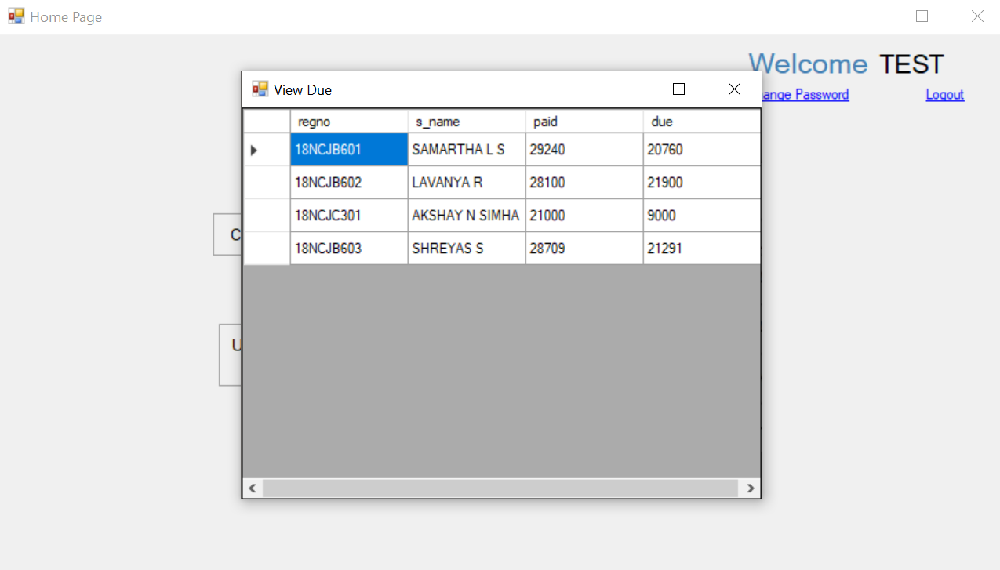 Home Page
Welcome TEST
ange Password Logout
View Due
regno s_name paid due
18NCJB601 SAMARTHA L S 29240 20760
18NCJB602 LAVANYA R 28100 21900
18NCJC301 AKSHAY N SIMHA 21000 9000
18NCJB603 SHREYAS S 28709 21291
C
U